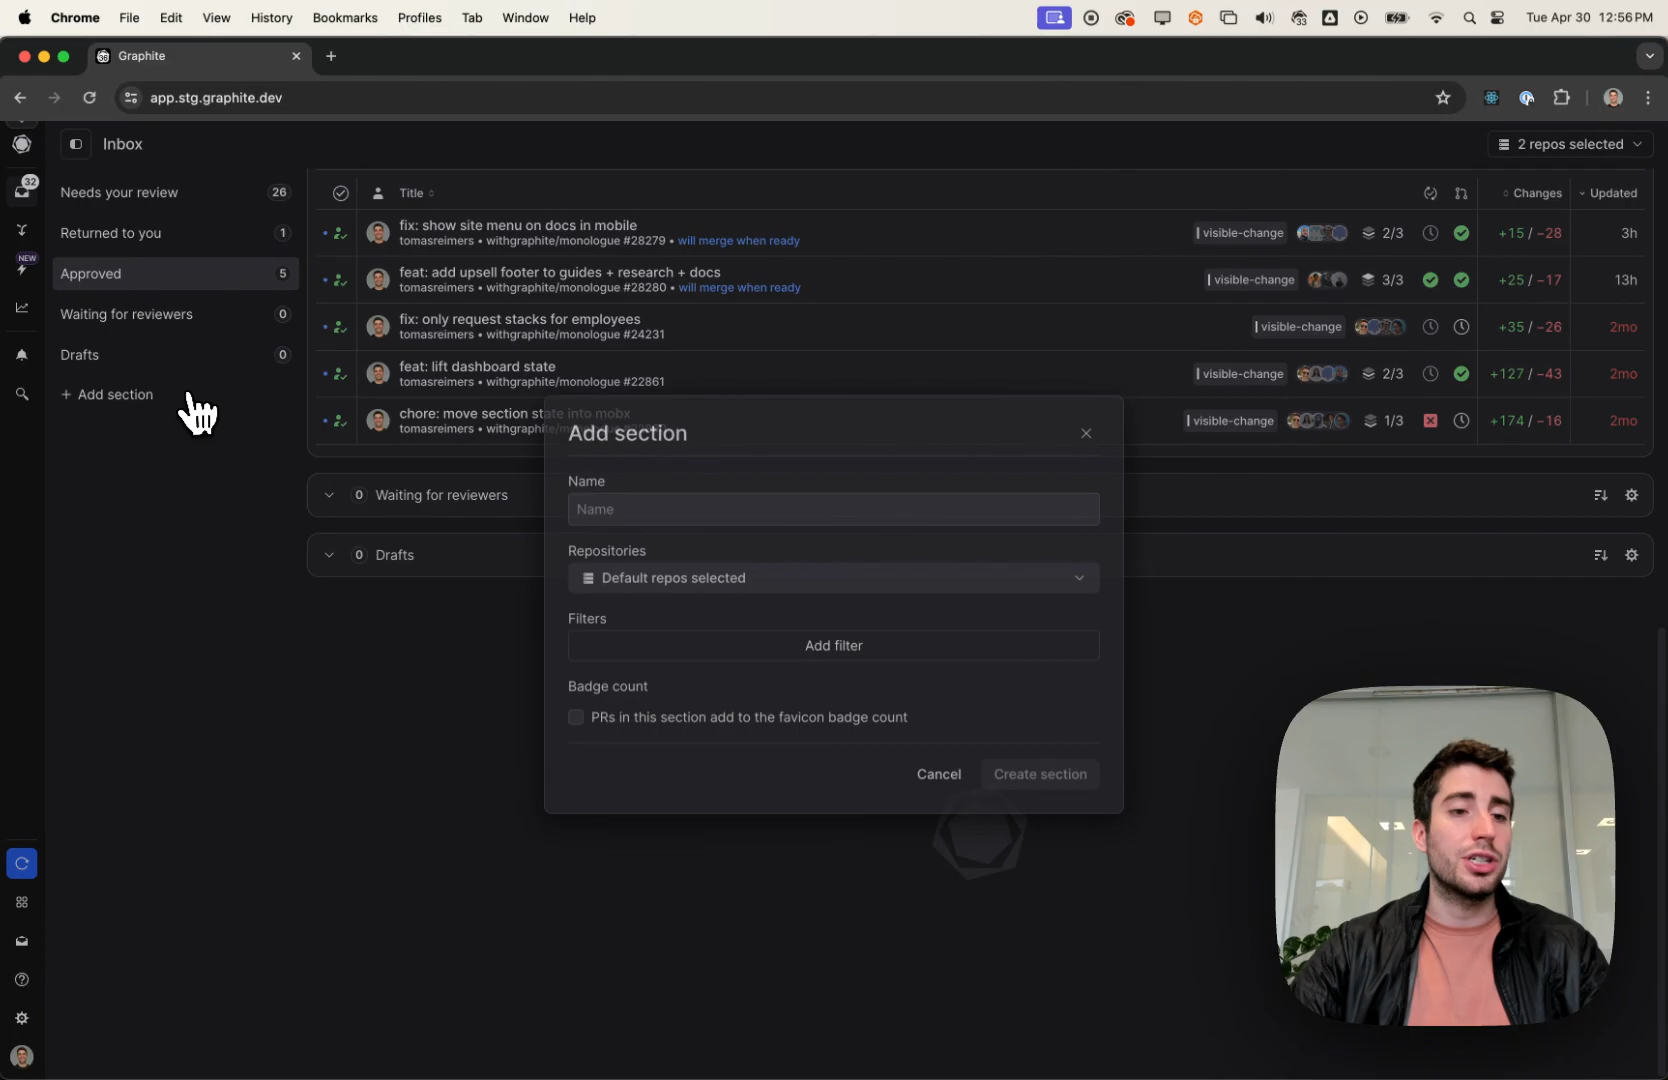 Chrome File Edit View History Bookmarks Profiles Tab Window Help
Tue Apr 30 12:56 PM
Graphite
app.stg.graphite.dev
Inbox
2 repos selected
32
NEW
Needs your review 26
Returned to you 1
Approved 5
Waiting for reviewers 0
Drafts 0
+ Add section
Title Changes Updated
fix: show site menu on docs in mobile
tomasreimers • withgraphite/monologue #28279 • will merge when ready
visible-change 2/3 +15 / −28 3h
feat: add upsell footer to guides + research + docs
tomasreimers • withgraphite/monologue #28280 • will merge when ready
visible-change 3/3 +25 / −17 13h
fix: only request stacks for employees
tomasreimers • withgraphite/monologue #24231
visible-change +35 / −26 2mo
feat: lift dashboard state
tomasreimers • withgraphite/monologue #22861
visible-change 2/3 +127 / −43 2mo
chore: move section state into mobx
tomasreimers • withgraphite/monologue
visible-change 1/3 +174 / −16 2mo
0 Waiting for reviewers
0 Drafts
Add section
Name
Name
Repositories
Default repos selected
Filters
Add filter
Badge count
PRs in this section add to the favicon badge count
Cancel Create section